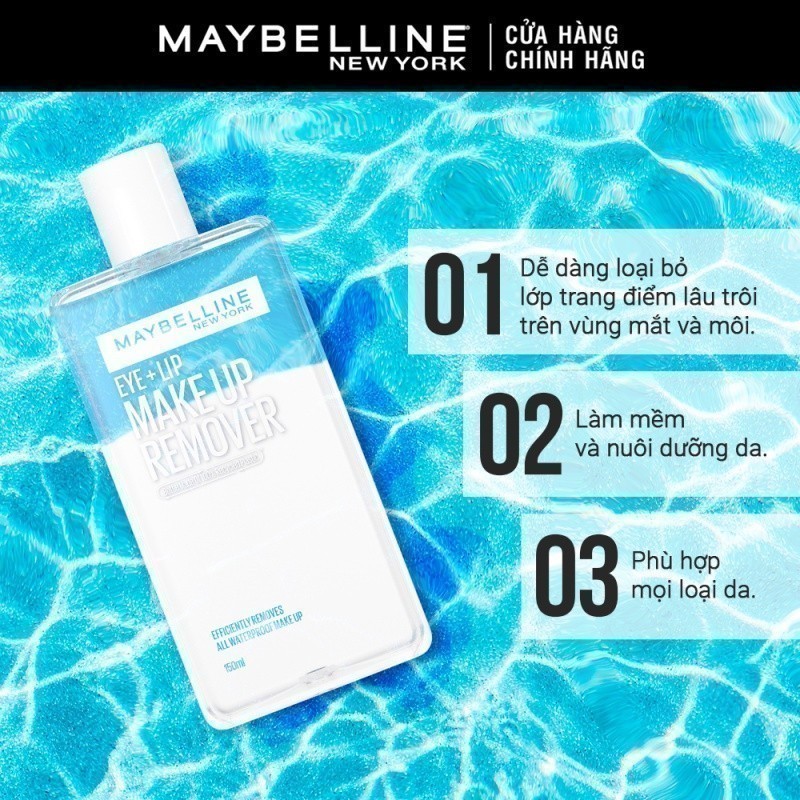 MAYBELLINE
NEW YORK
CỬA HÀNG
CHÍNH HÃNG
MAYBELLINE
NEW YORK
EYE + LIP
MAKE UP
REMOVER
EFFICIENTLY REMOVES
ALL WATERPROOF MAKE UP
150ml
01
Dễ dàng loại bỏ
lớp trang điểm lâu trôi
trên vùng mắt và môi.
02
Làm mềm
và nuôi dưỡng da.
03
Phù hợp
mọi loại da.